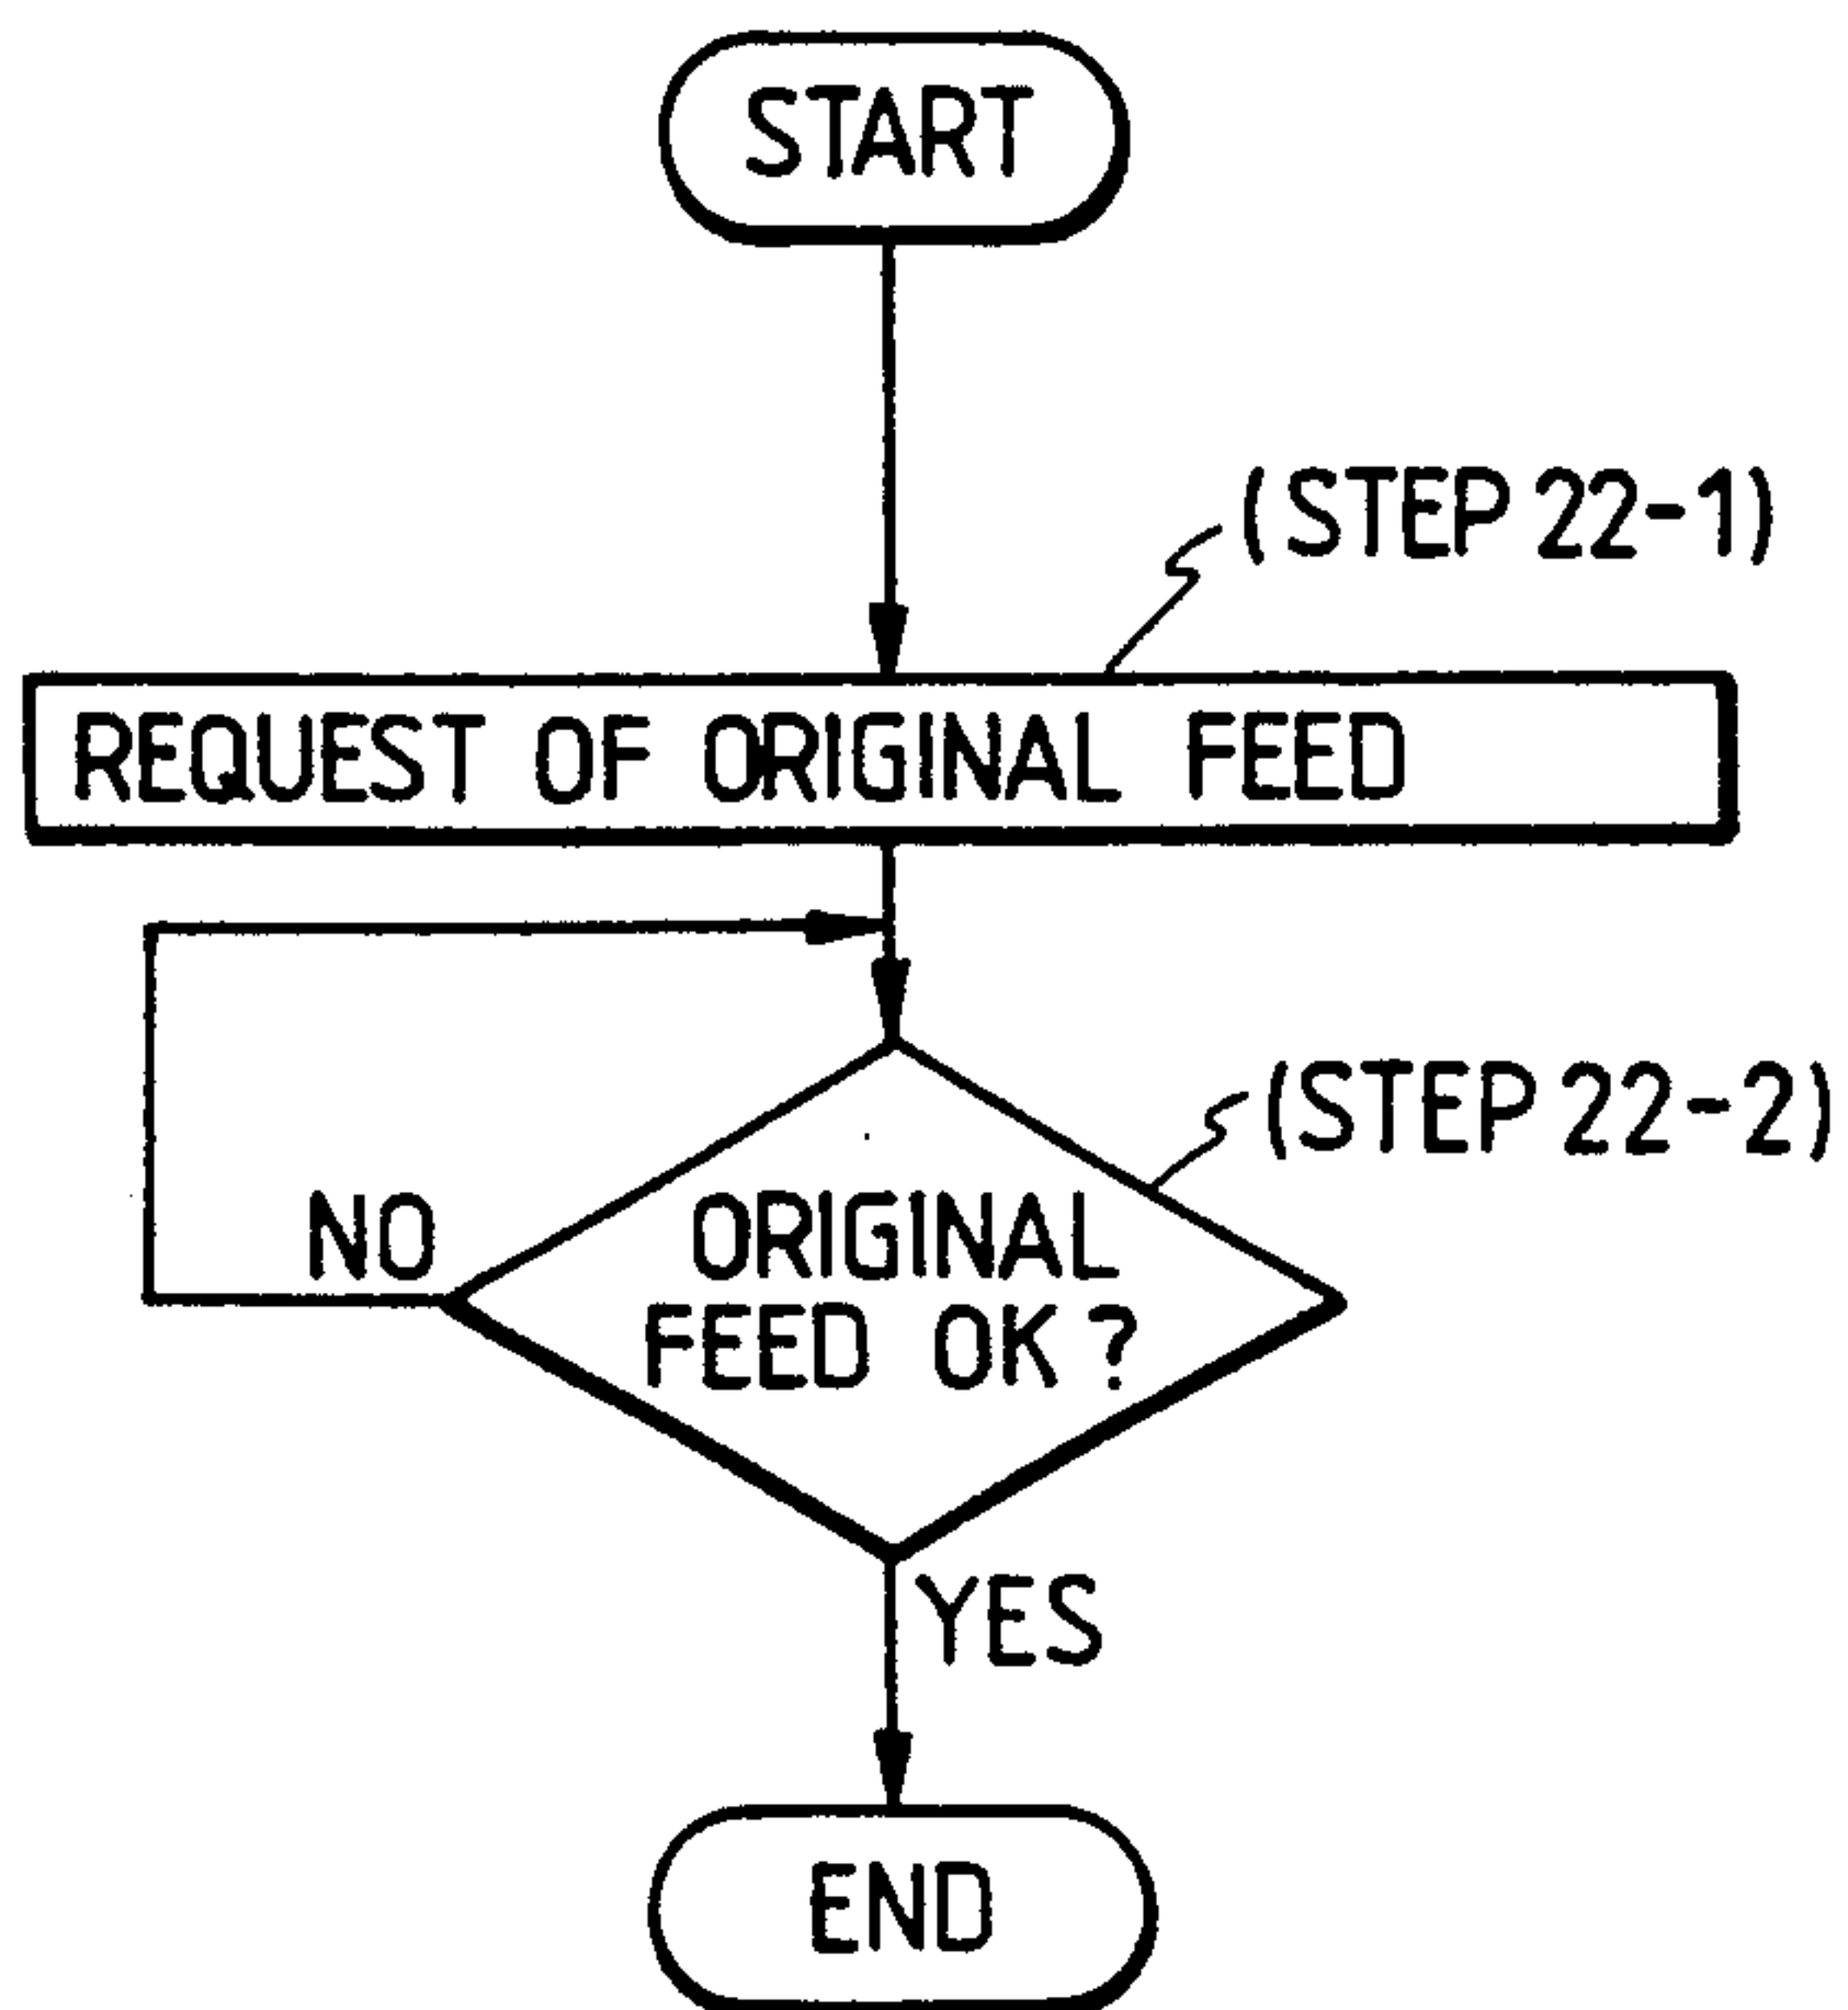 START
(STEP 22-1)
REQUEST OF ORIGINAL FEED
(STEP 22-2)
NO
ORIGINAL
FEED OK ?
YES
END